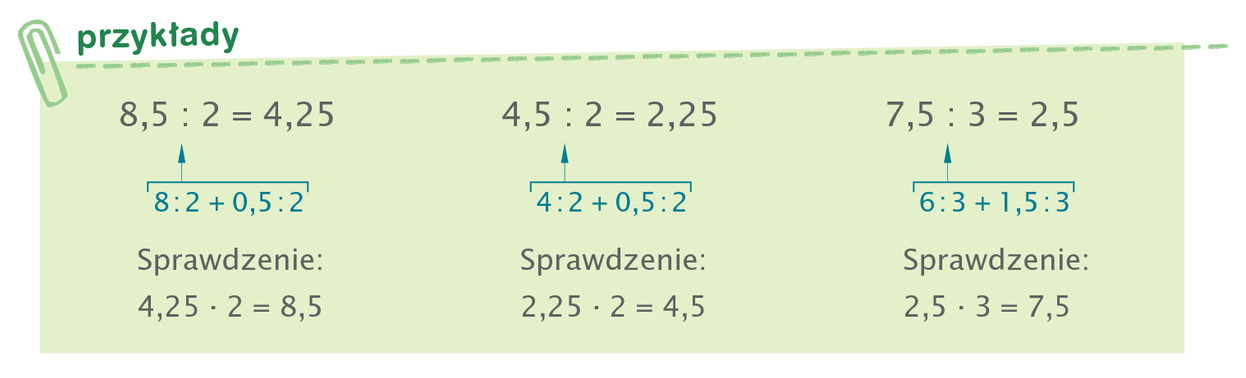 przykłady
8,5 : 2 = 4,25
8:2 + 0,5:2
Sprawdzenie:
4,25 · 2 = 8,5
4,5 : 2 = 2,25
4:2 + 0,5:2
Sprawdzenie:
2,25 · 2 = 4,5
7,5 : 3 = 2,5
6:3 + 1,5:3
Sprawdzenie:
2,5 · 3 = 7,5